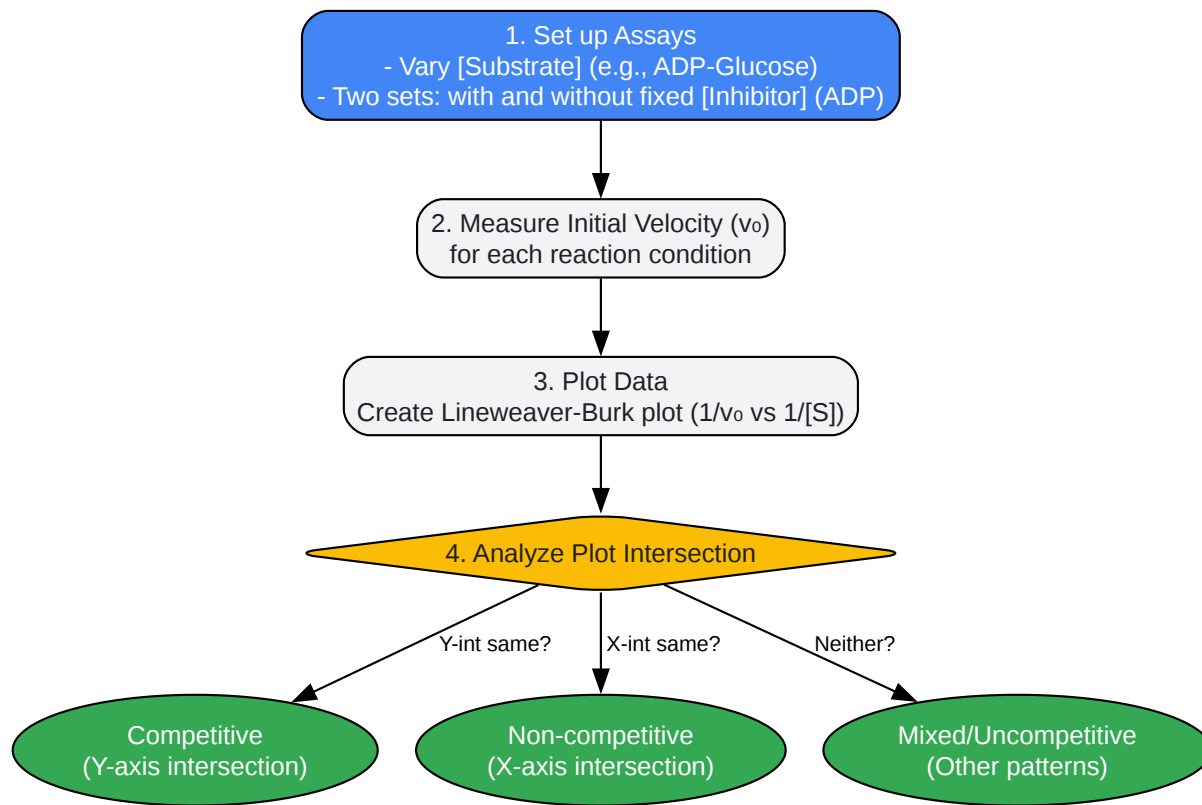 1. Set up Assays
- Vary [Substrate] (e.g., ADP-Glucose)
- Two sets: with and without fixed [Inhibitor] (ADP)
2. Measure Initial Velocity (v₀)
for each reaction condition
3. Plot Data
Create Lineweaver-Burk plot (1/v₀ vs 1/[S])
4. Analyze Plot Intersection
Y-int same?
X-int same?
Neither?
Competitive
(Y-axis intersection)
Non-competitive
(X-axis intersection)
Mixed/Uncompetitive
(Other patterns)